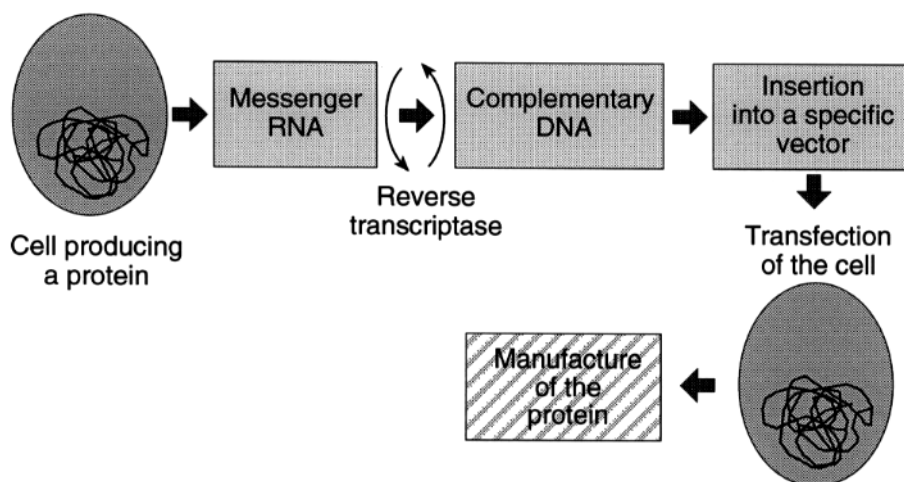 Cell producing
a protein
Messenger
RNA
Reverse
transcriptase
Complementary
DNA
Insertion
into a specific
vector
Transfection
of the cell
Manufacture
of the
protein